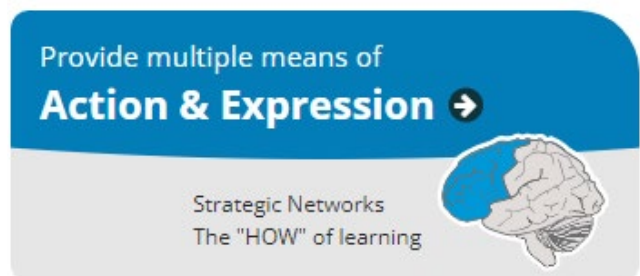 Provide multiple means of
Action & Expression
Strategic Networks
The "HOW" of learning